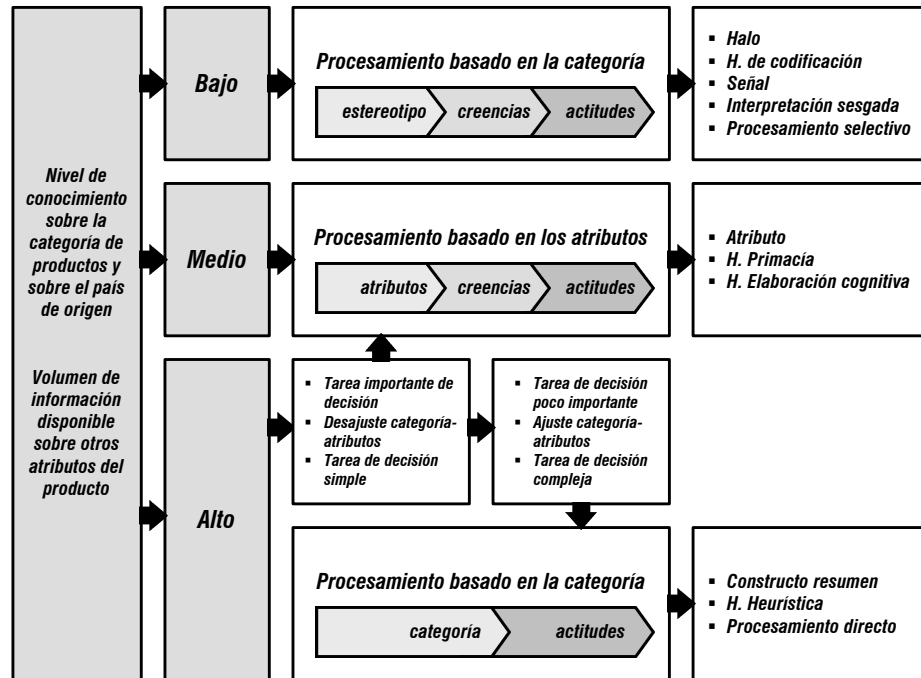 Nivel de
conocimiento
sobre la
categoría de
productos y
sobre el país
de origen
Volumen de
información
disponible
sobre otros
atributos del
producto
Bajo
Procesamiento basado en la categoría
estereotipo
creencias
actitudes
▪ Halo
▪ H. de codificación
▪ Señal
▪ Interpretación sesgada
▪ Procesamiento selectivo
Medio
Procesamiento basado en los atributos
atributos
creencias
actitudes
▪ Atributo
▪ H. Primacía
▪ H. Elaboración cognitiva
Alto
▪ Tarea importante de
decisión
▪ Desajuste categoría-
atributos
▪ Tarea de decisión
simple
▪ Tarea de decisión
poco importante
▪ Ajuste categoría-
atributos
▪ Tarea de decisión
compleja
Procesamiento basado en la categoría
categoría
actitudes
▪ Constructo resumen
▪ H. Heurística
▪ Procesamiento directo